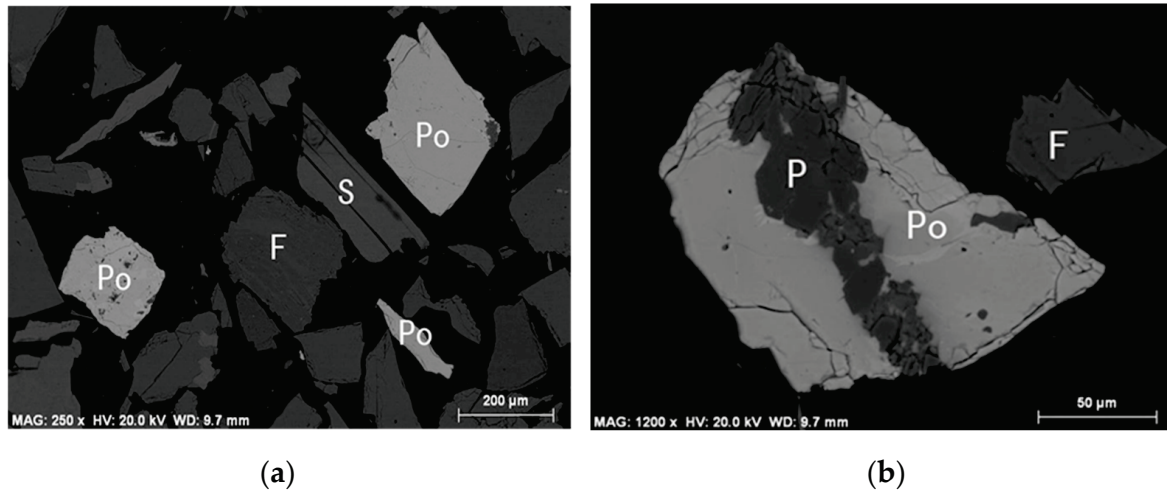 Po
S
F
Po
Po
MAG: 250 x HV: 20.0 kV WD: 9.7 mm
200 µm
P
Po
F
MAG: 1200 x HV: 20.0 kV WD: 9.7 mm
50 µm
(a)
(b)